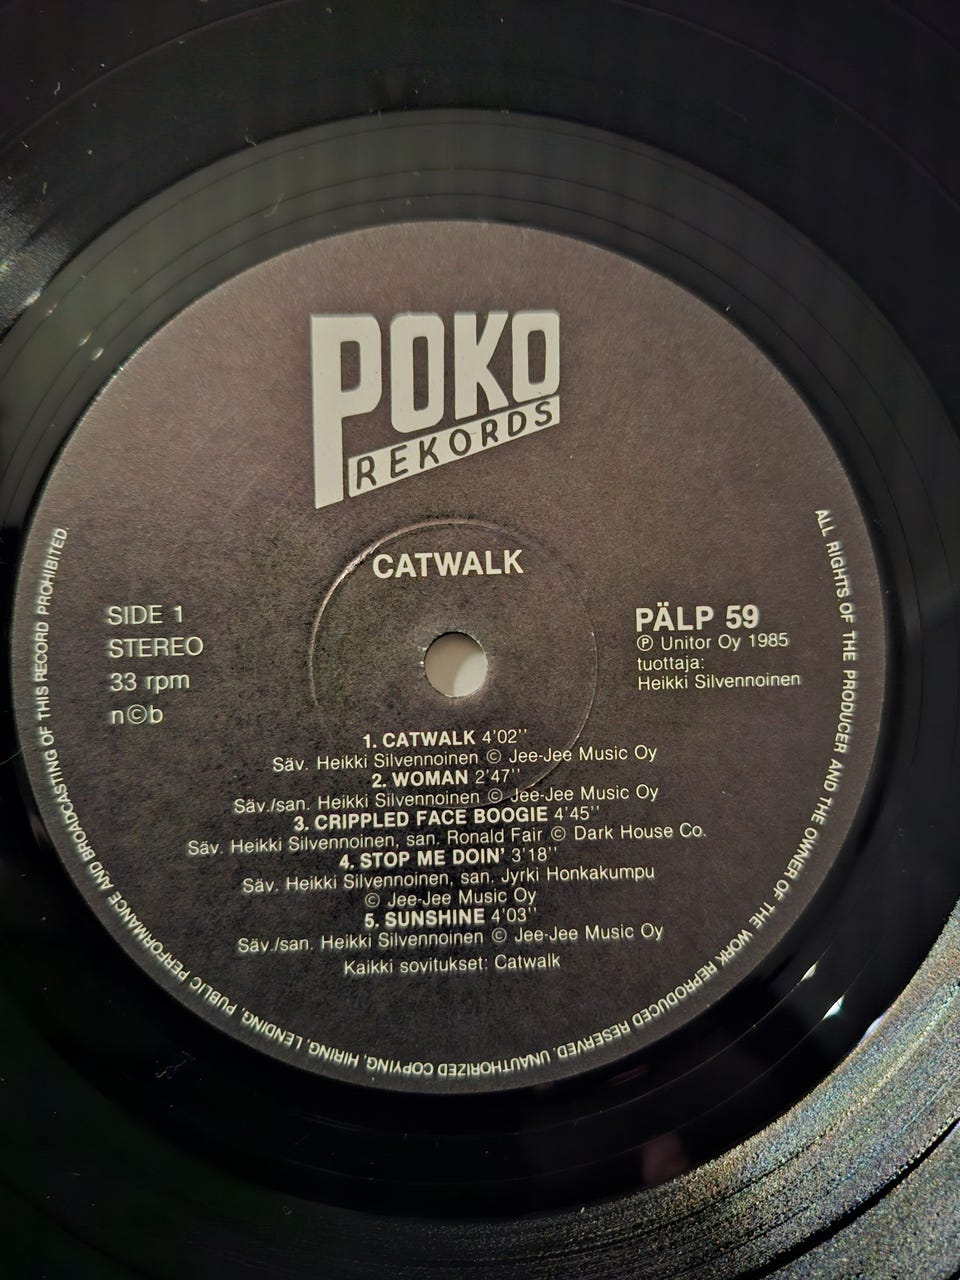 POKO
REKORDS
CATWALK
SIDE 1
STEREO
33 rpm
n©b
PÄLP 59
℗ Unitor Oy 1985
tuottaja:
Heikki Silvennoinen
1. CATWALK 4'02''
Säv. Heikki Silvennoinen © Jee-Jee Music Oy
2. WOMAN 2'47''
Säv./san. Heikki Silvennoinen © Jee-Jee Music Oy
3. CRIPPLED FACE BOOGIE 4'45''
Säv. Heikki Silvennoinen, san. Ronald Fair © Dark House Co.
4. STOP ME DOIN' 3'18''
Säv. Heikki Silvennoinen, san. Jyrki Honkakumpu
© Jee-Jee Music Oy
5. SUNSHINE 4'03''
Säv./san. Heikki Silvennoinen © Jee-Jee Music Oy
Kaikki sovitukset: Catwalk
ALL RIGHTS OF THE PRODUCER AND THE OWNER OF THE WORK REPRODUCED RESERVED. UNAUTHORIZED COPYING, HIRING, LENDING, PUBLIC PERFORMANCE AND BROADCASTING OF THIS RECORD PROHIBITED.